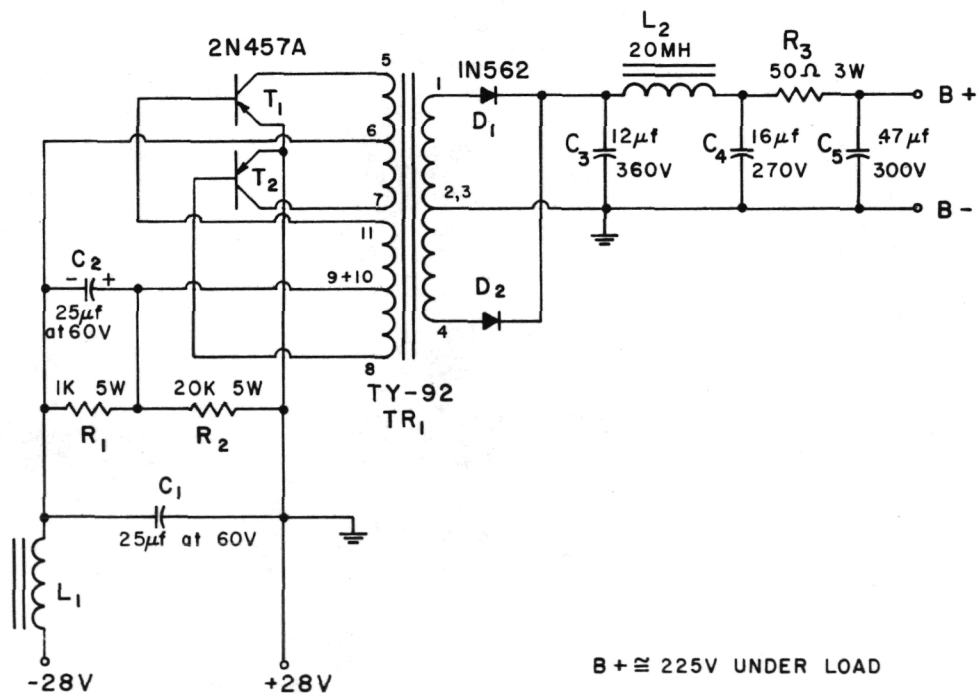 2N457A
T1
T2
5
6
7
11
9+10
8
1
2,3
4
TY-92
TR1
IN562
D1
D2
L2
20MH
R3
50Ω 3W
C3
12µf
360V
C4
16µf
270V
C5
.47µf
300V
B+
B-
C2
- +
25µf
at 60V
1K 5W
R1
20K 5W
R2
C1
25µf at 60V
L1
-28V
+28V
B+ ≅ 225V UNDER LOAD